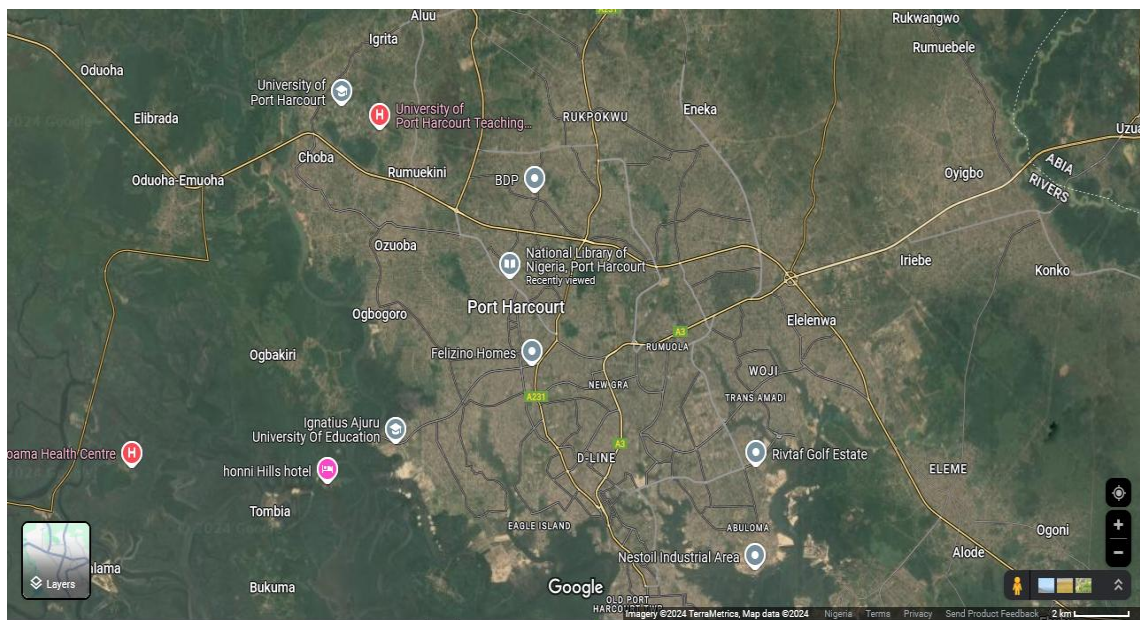 Aluu
A231
Rukwangwo
Igrita
Rumuebele
Oduoha
University of
Port Harcourt
University of
Port Harcourt Teaching...
Eneka
Elibrada
RUKPOKWU
Choba
ABIA
RIVERS
Rumuekini
Oyigbo
Oduoha-Emuoha
BDP
Ozuoba
National Library of
Nigeria, Port Harcourt
Recently viewed
Iriebe
Konko
Port Harcourt
Ogbogoro
Elelenwa
A3
RUMUOLA
Ogbakiri
Felizino Homes
WOJI
NEW GRA
A231
TRANS AMADI
Ignatius Ajuru
University Of Education
A3
oama Health Centre
D-LINE
Rivtaf Golf Estate
honni Hills hotel
ELEME
Tombia
EAGLE ISLAND
ABULOMA
Ogoni
Nestoil Industrial Area
Alode
alama
Layers
Bukuma
Google
OLD PORT
Imagery ©2024 TerraMetrics, Map data ©2024 Nigeria Terms Privacy Send Product Feedback 2 km